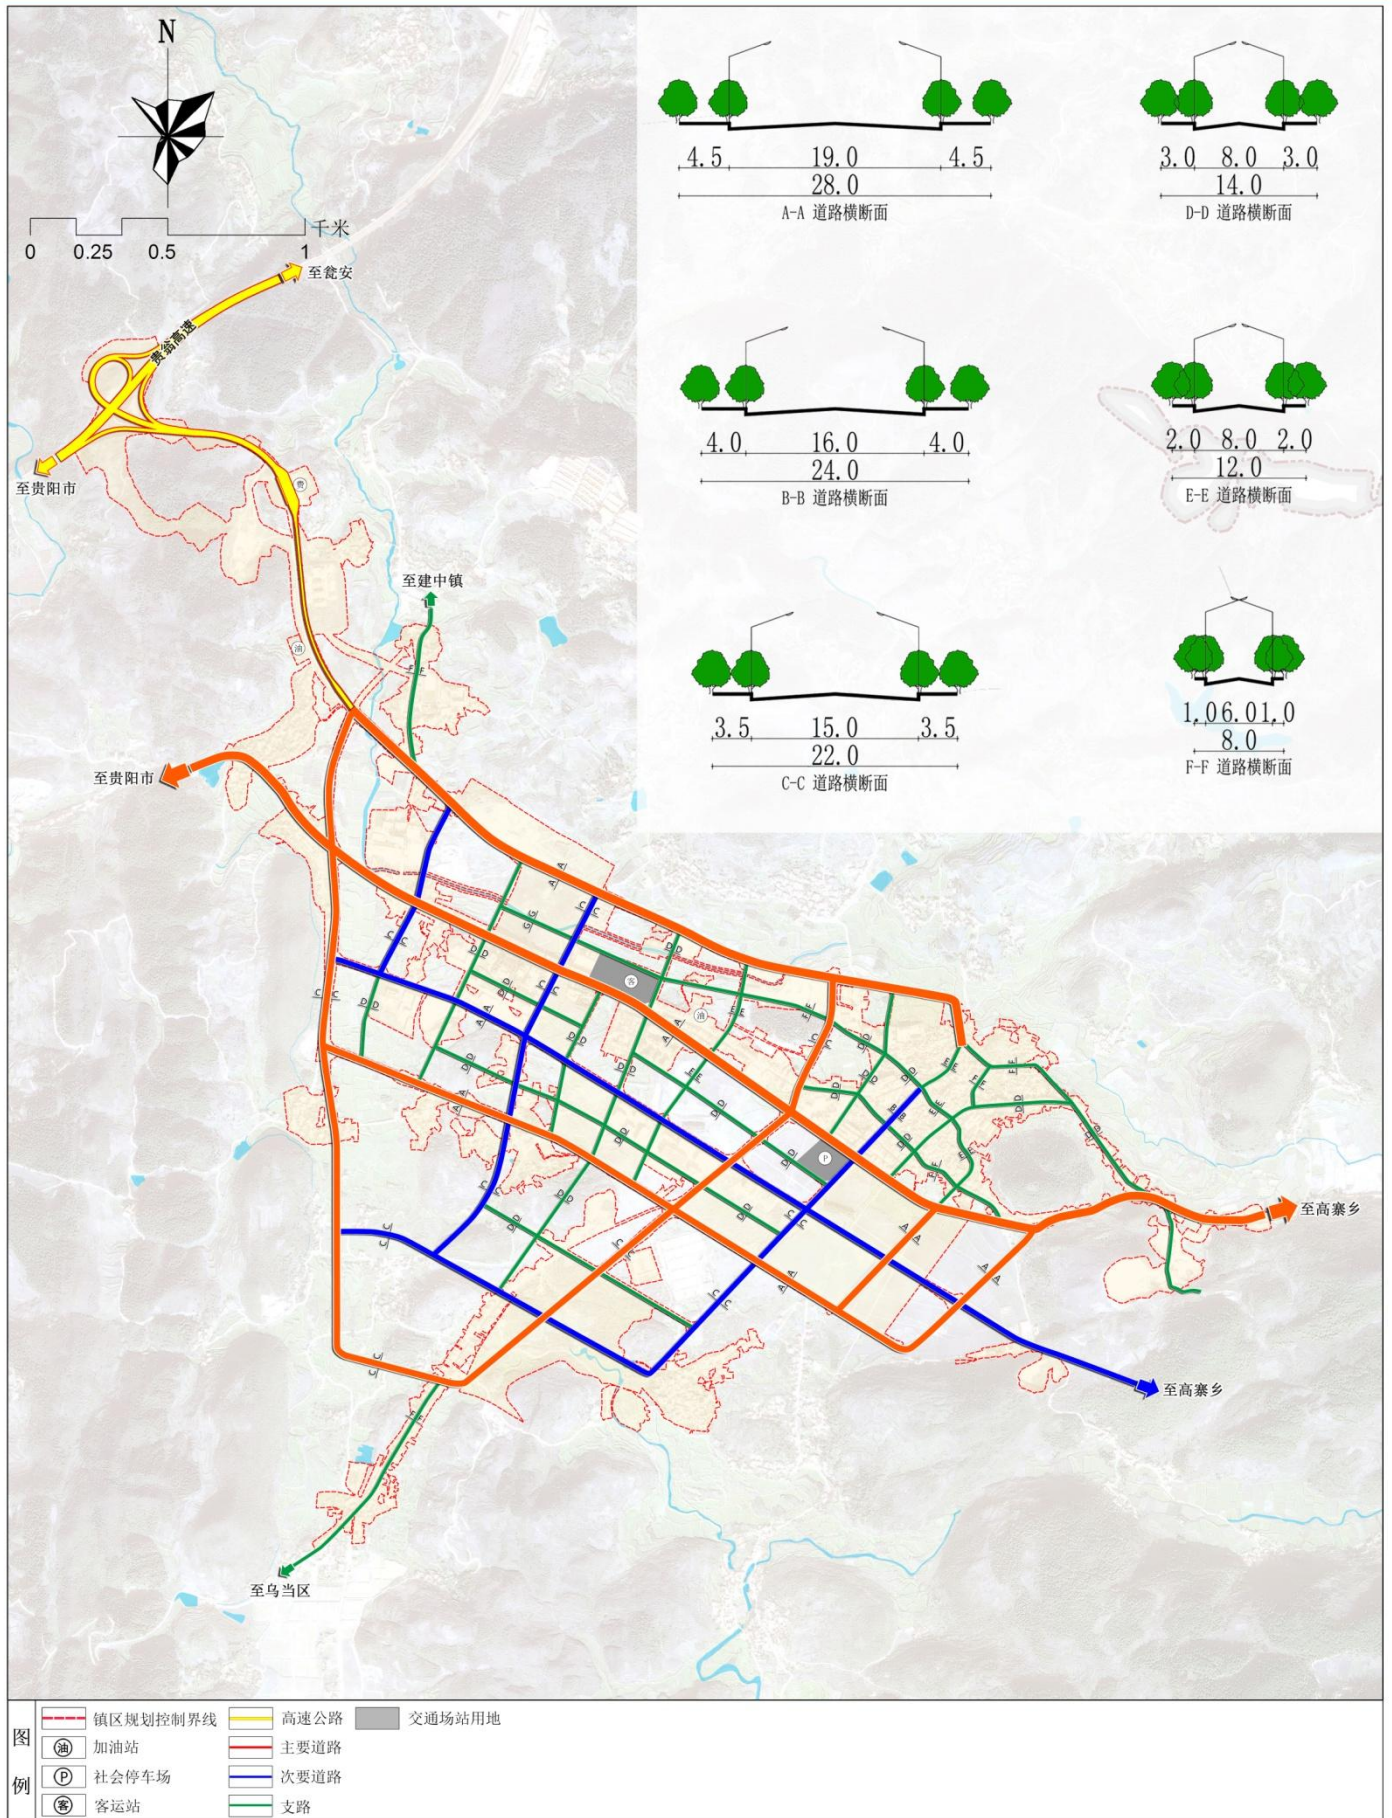 N
千米
0 0.25 0.5 1
至瓮安
贵瓮高速
至贵阳市
费
油
至建中镇
F F
至贵阳市
4.5 19.0 4.5
28.0
A-A 道路横断面
3.0 8.0 3.0
14.0
D-D 道路横断面
4.0 16.0 4.0
24.0
B-B 道路横断面
2.0 8.0 2.0
12.0
E-E 道路横断面
3.5 15.0 3.5
22.0
C-C 道路横断面
1.0 6.0 1.0
8.0
F-F 道路横断面
A A
G G
C C
D D
客
油
P
至高寨乡
至高寨乡
至乌当区
图例
镇区规划控制界线
高速公路
交通场站用地
油 加油站
主要道路
P 社会停车场
次要道路
客 客运站
支路